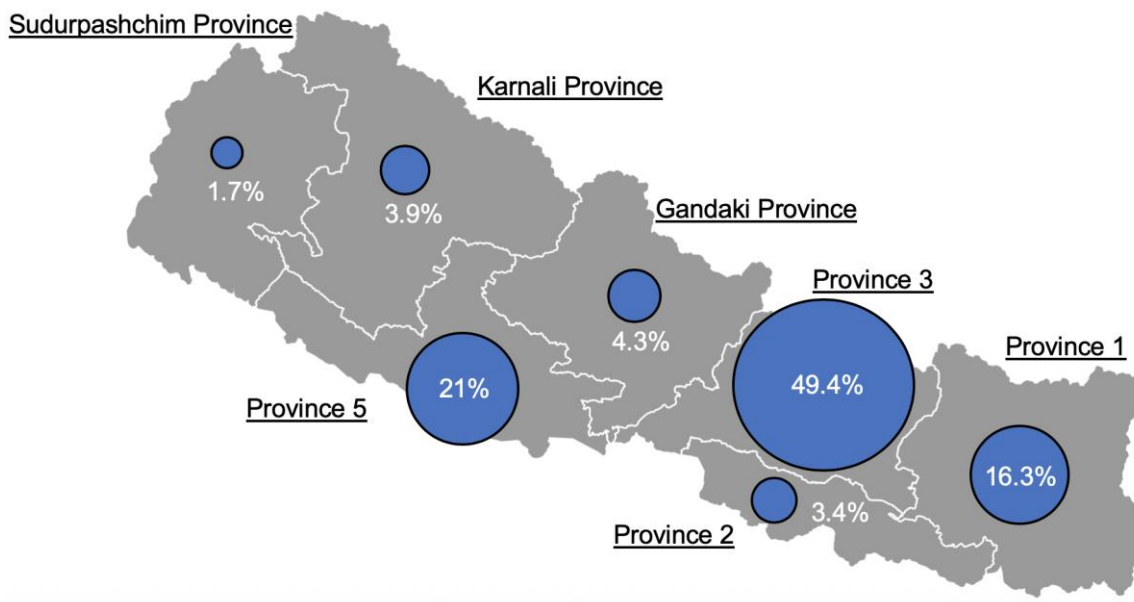 Sudurpashchim Province
Karnali Province
1.7%
3.9%
Gandaki Province
Province 3
4.3%
Province 1
49.4%
21%
Province 5
16.3%
3.4%
Province 2